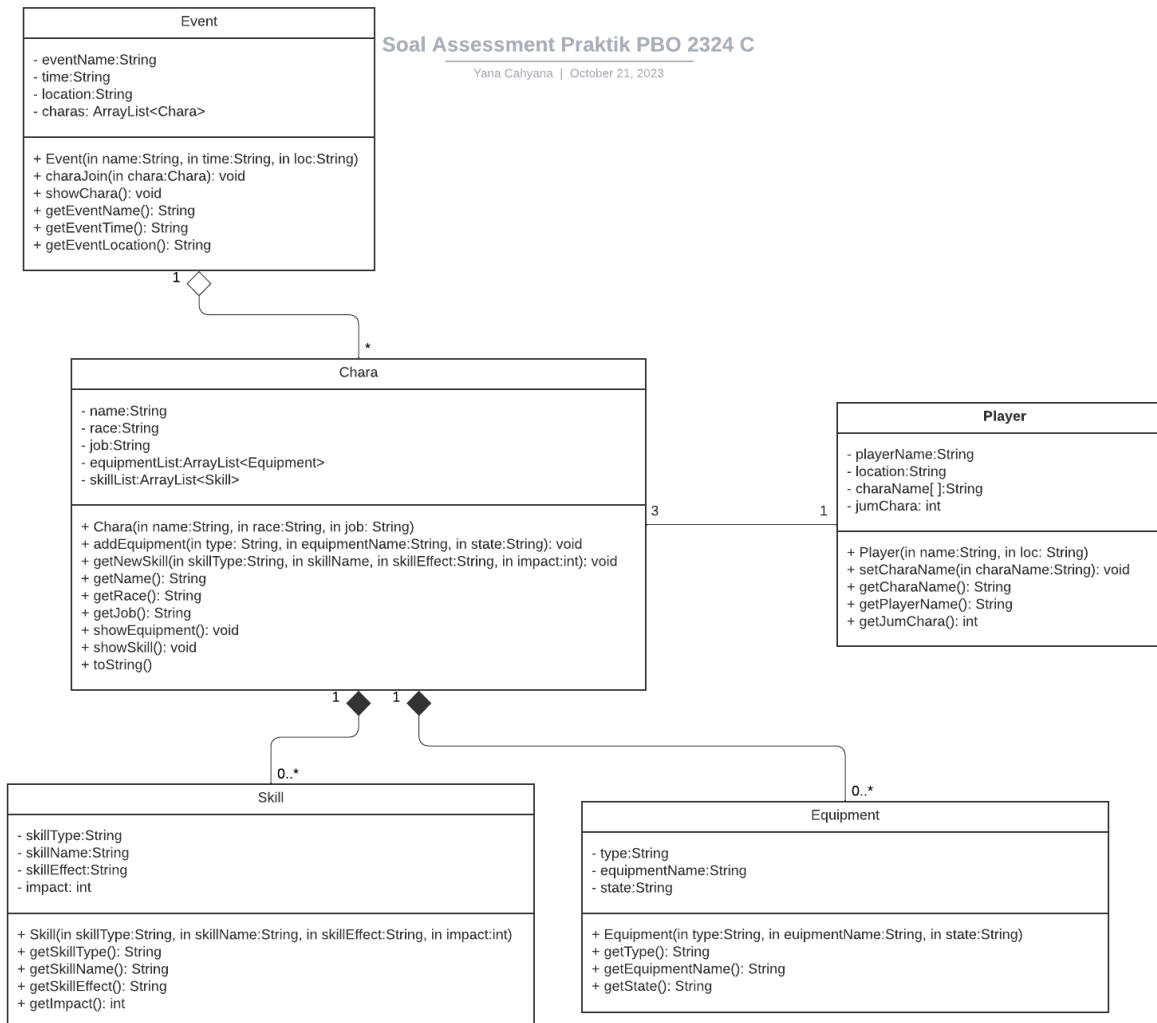 Event
- eventName:String
- time:String
- location:String
- charas: ArrayList<Chara>
+ Event(in name:String, in time:String, in loc:String)
+ charaJoin(in chara:Chara): void
+ showChara(): void
+ getEventName(): String
+ getEventTime(): String
+ getEventLocation(): String
Soal Assessment Praktik PBO 2324 C
Yana Cahyana | October 21, 2023
1
*
Chara
- name:String
- race:String
- job:String
- equipmentList:ArrayList<Equipment>
- skillList:ArrayList<Skill>
+ Chara(in name:String, in race:String, in job: String)
+ addEquipment(in type: String, in equipmentName:String, in state:String): void
+ getNewSkill(in skillType:String, in skillName, in skillEffect:String, in impact:int): void
+ getName(): String
+ getRace(): String
+ getJob(): String
+ showEquipment(): void
+ showSkill(): void
+ toString()
3
1
Player
- playerName:String
- location:String
- charaName[ ]:String
- jumChara: int
+ Player(in name:String, in loc: String)
+ setCharaName(in charaName:String): void
+ getCharaName(): String
+ getPlayerName(): String
+ getJumChara(): int
1
1
0..*
0..*
Skill
- skillType:String
- skillName:String
- skillEffect:String
- impact: int
+ Skill(in skillType:String, in skillName:String, in skillEffect:String, in impact:int)
+ getSkillType(): String
+ getSkillName(): String
+ getSkillEffect(): String
+ getImpact(): int
Equipment
- type:String
- equipmentName:String
- state:String
+ Equipment(in type:String, in euipmentName:String, in state:String)
+ getType(): String
+ getEquipmentName(): String
+ getState(): String